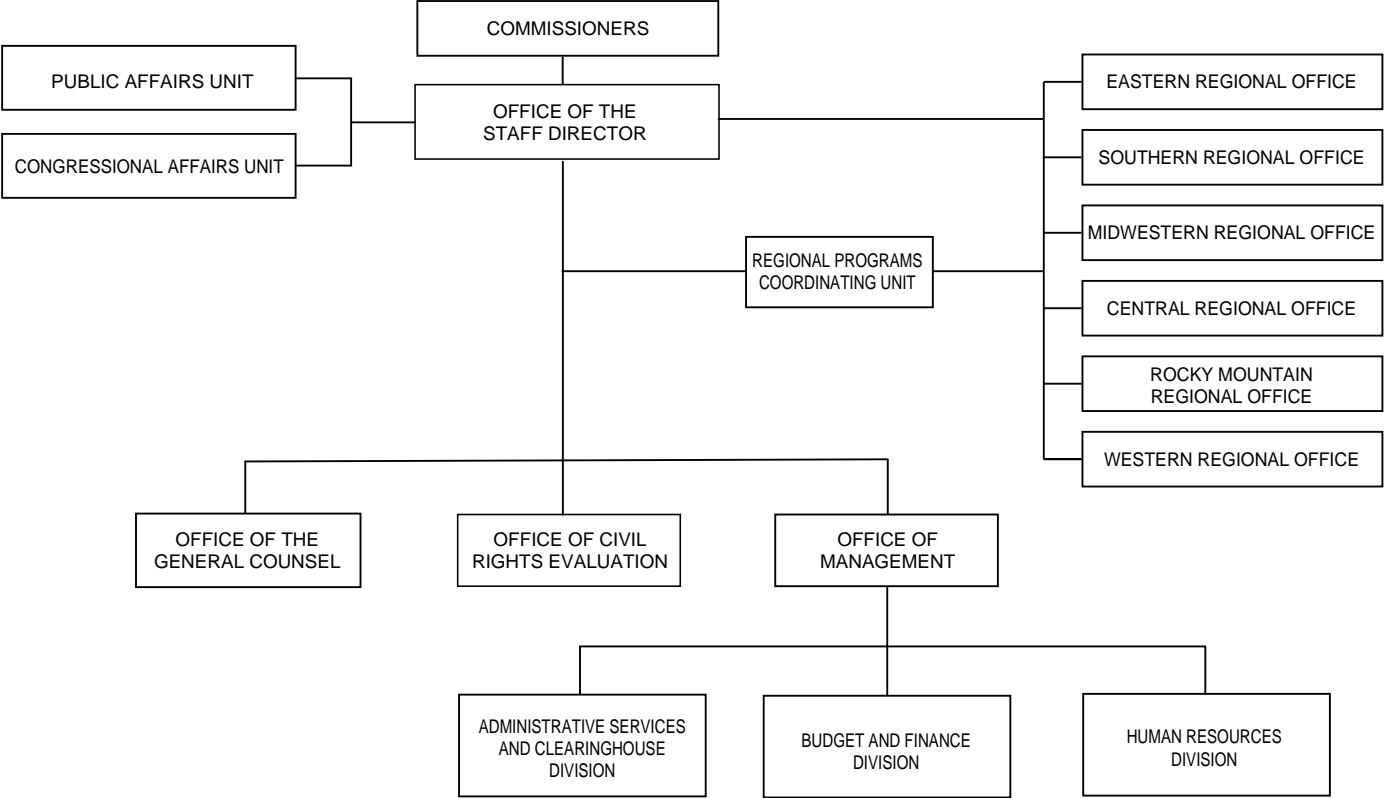 COMMISSIONERS
PUBLIC AFFAIRS UNIT
CONGRESSIONAL AFFAIRS UNIT
OFFICE OF THE
STAFF DIRECTOR
EASTERN REGIONAL OFFICE
SOUTHERN REGIONAL OFFICE
MIDWESTERN REGIONAL OFFICE
REGIONAL PROGRAMS
COORDINATING UNIT
CENTRAL REGIONAL OFFICE
ROCKY MOUNTAIN
REGIONAL OFFICE
WESTERN REGIONAL OFFICE
OFFICE OF THE
GENERAL COUNSEL
OFFICE OF CIVIL
RIGHTS EVALUATION
OFFICE OF
MANAGEMENT
ADMINISTRATIVE SERVICES
AND CLEARINGHOUSE
DIVISION
BUDGET AND FINANCE
DIVISION
HUMAN RESOURCES
DIVISION